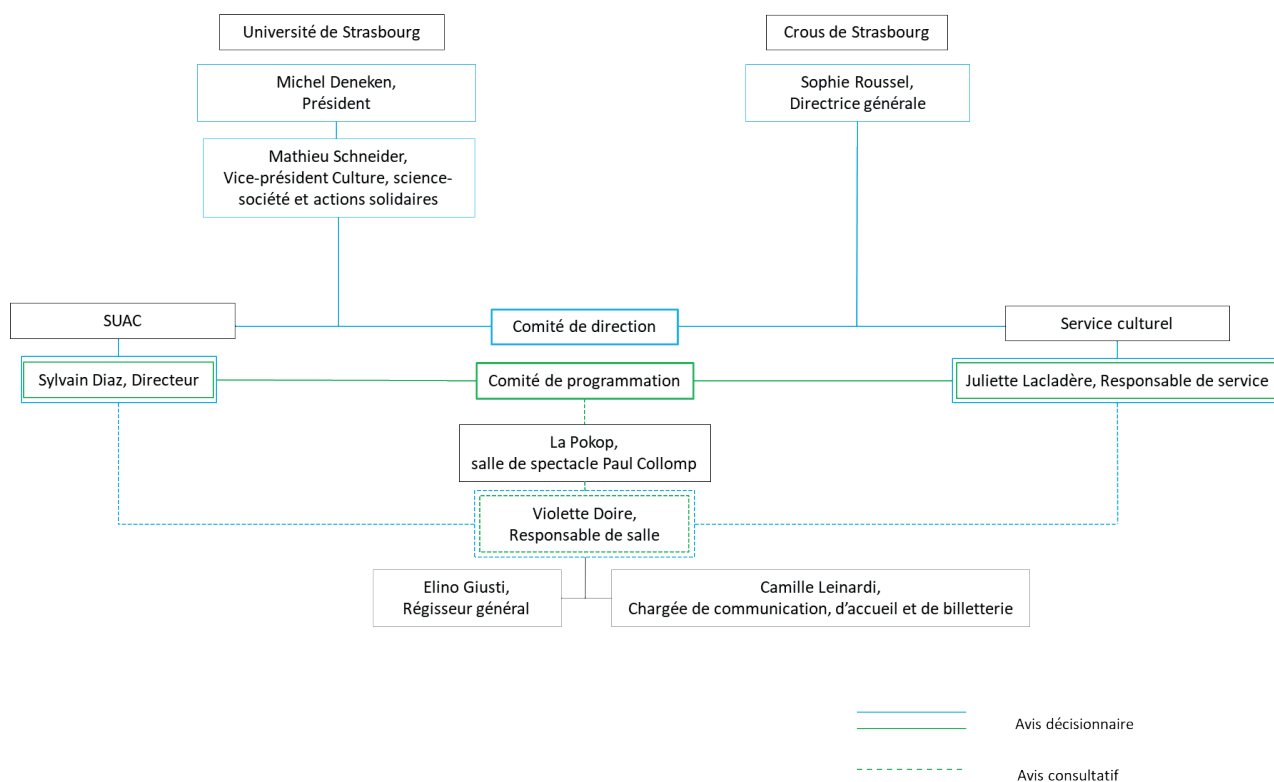 Université de Strasbourg
Crous de Strasbourg
Michel Deneken,
Président
Sophie Roussel,
Directrice générale
Mathieu Schneider,
Vice-président Culture, science-
société et actions solidaires
SUAC
Comité de direction
Service culturel
Sylvain Diaz, Directeur
Comité de programmation
Juliette Lacladère, Responsable de service
La Pokop,
salle de spectacle Paul Collomp
Violette Doire,
Responsable de salle
Elino Giusti,
Régisseur général
Camille Leinardi,
Chargée de communication, d'accueil et de billetterie
Avis décisionnaire
Avis consultatif